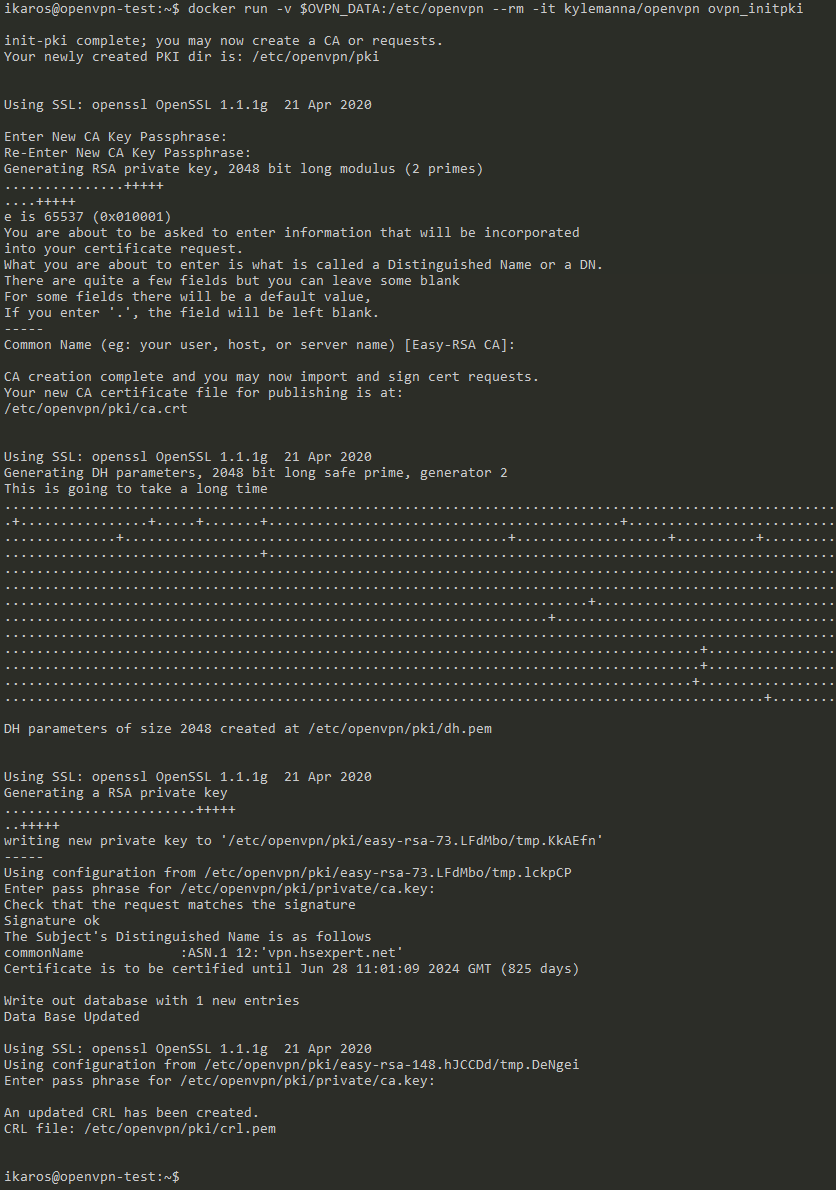 ikaros@openvpn-test:~$ docker run -v $OVPN_DATA:/etc/openvpn --rm -it kylemanna/openvpn ovpn_initpki
init-pki complete; you may now create a CA or requests.
Your newly created PKI dir is: /etc/openvpn/pki
Using SSL: openssl OpenSSL 1.1.1g  21 Apr 2020
Enter New CA Key Passphrase:
Re-Enter New CA Key Passphrase:
Generating RSA private key, 2048 bit long modulus (2 primes)
...............+++++
....+++++
e is 65537 (0x010001)
You are about to be asked to enter information that will be incorporated
into your certificate request.
What you are about to enter is what is called a Distinguished Name or a DN.
There are quite a few fields but you can leave some blank
For some fields there will be a default value,
If you enter '.', the field will be left blank.
-----
Common Name (eg: your user, host, or server name) [Easy-RSA CA]:
CA creation complete and you may now import and sign cert requests.
Your new CA certificate file for publishing is at:
/etc/openvpn/pki/ca.crt
Using SSL: openssl OpenSSL 1.1.1g  21 Apr 2020
Generating DH parameters, 2048 bit long safe prime, generator 2
This is going to take a long time
DH parameters of size 2048 created at /etc/openvpn/pki/dh.pem
Using SSL: openssl OpenSSL 1.1.1g  21 Apr 2020
Generating a RSA private key
........................+++++
..+++++
writing new private key to '/etc/openvpn/pki/easy-rsa-73.LFdMbo/tmp.KkAEfn'
-----
Using configuration from /etc/openvpn/pki/easy-rsa-73.LFdMbo/tmp.lckpCP
Enter pass phrase for /etc/openvpn/pki/private/ca.key:
Check that the request matches the signature
Signature ok
The Subject's Distinguished Name is as follows
commonName            :ASN.1 12:'vpn.hsexpert.net'
Certificate is to be certified until Jun 28 11:01:09 2024 GMT (825 days)
Write out database with 1 new entries
Data Base Updated
Using SSL: openssl OpenSSL 1.1.1g  21 Apr 2020
Using configuration from /etc/openvpn/pki/easy-rsa-148.hJCCDd/tmp.DeNgei
Enter pass phrase for /etc/openvpn/pki/private/ca.key:
An updated CRL has been created.
CRL file: /etc/openvpn/pki/crl.pem
ikaros@openvpn-test:~$